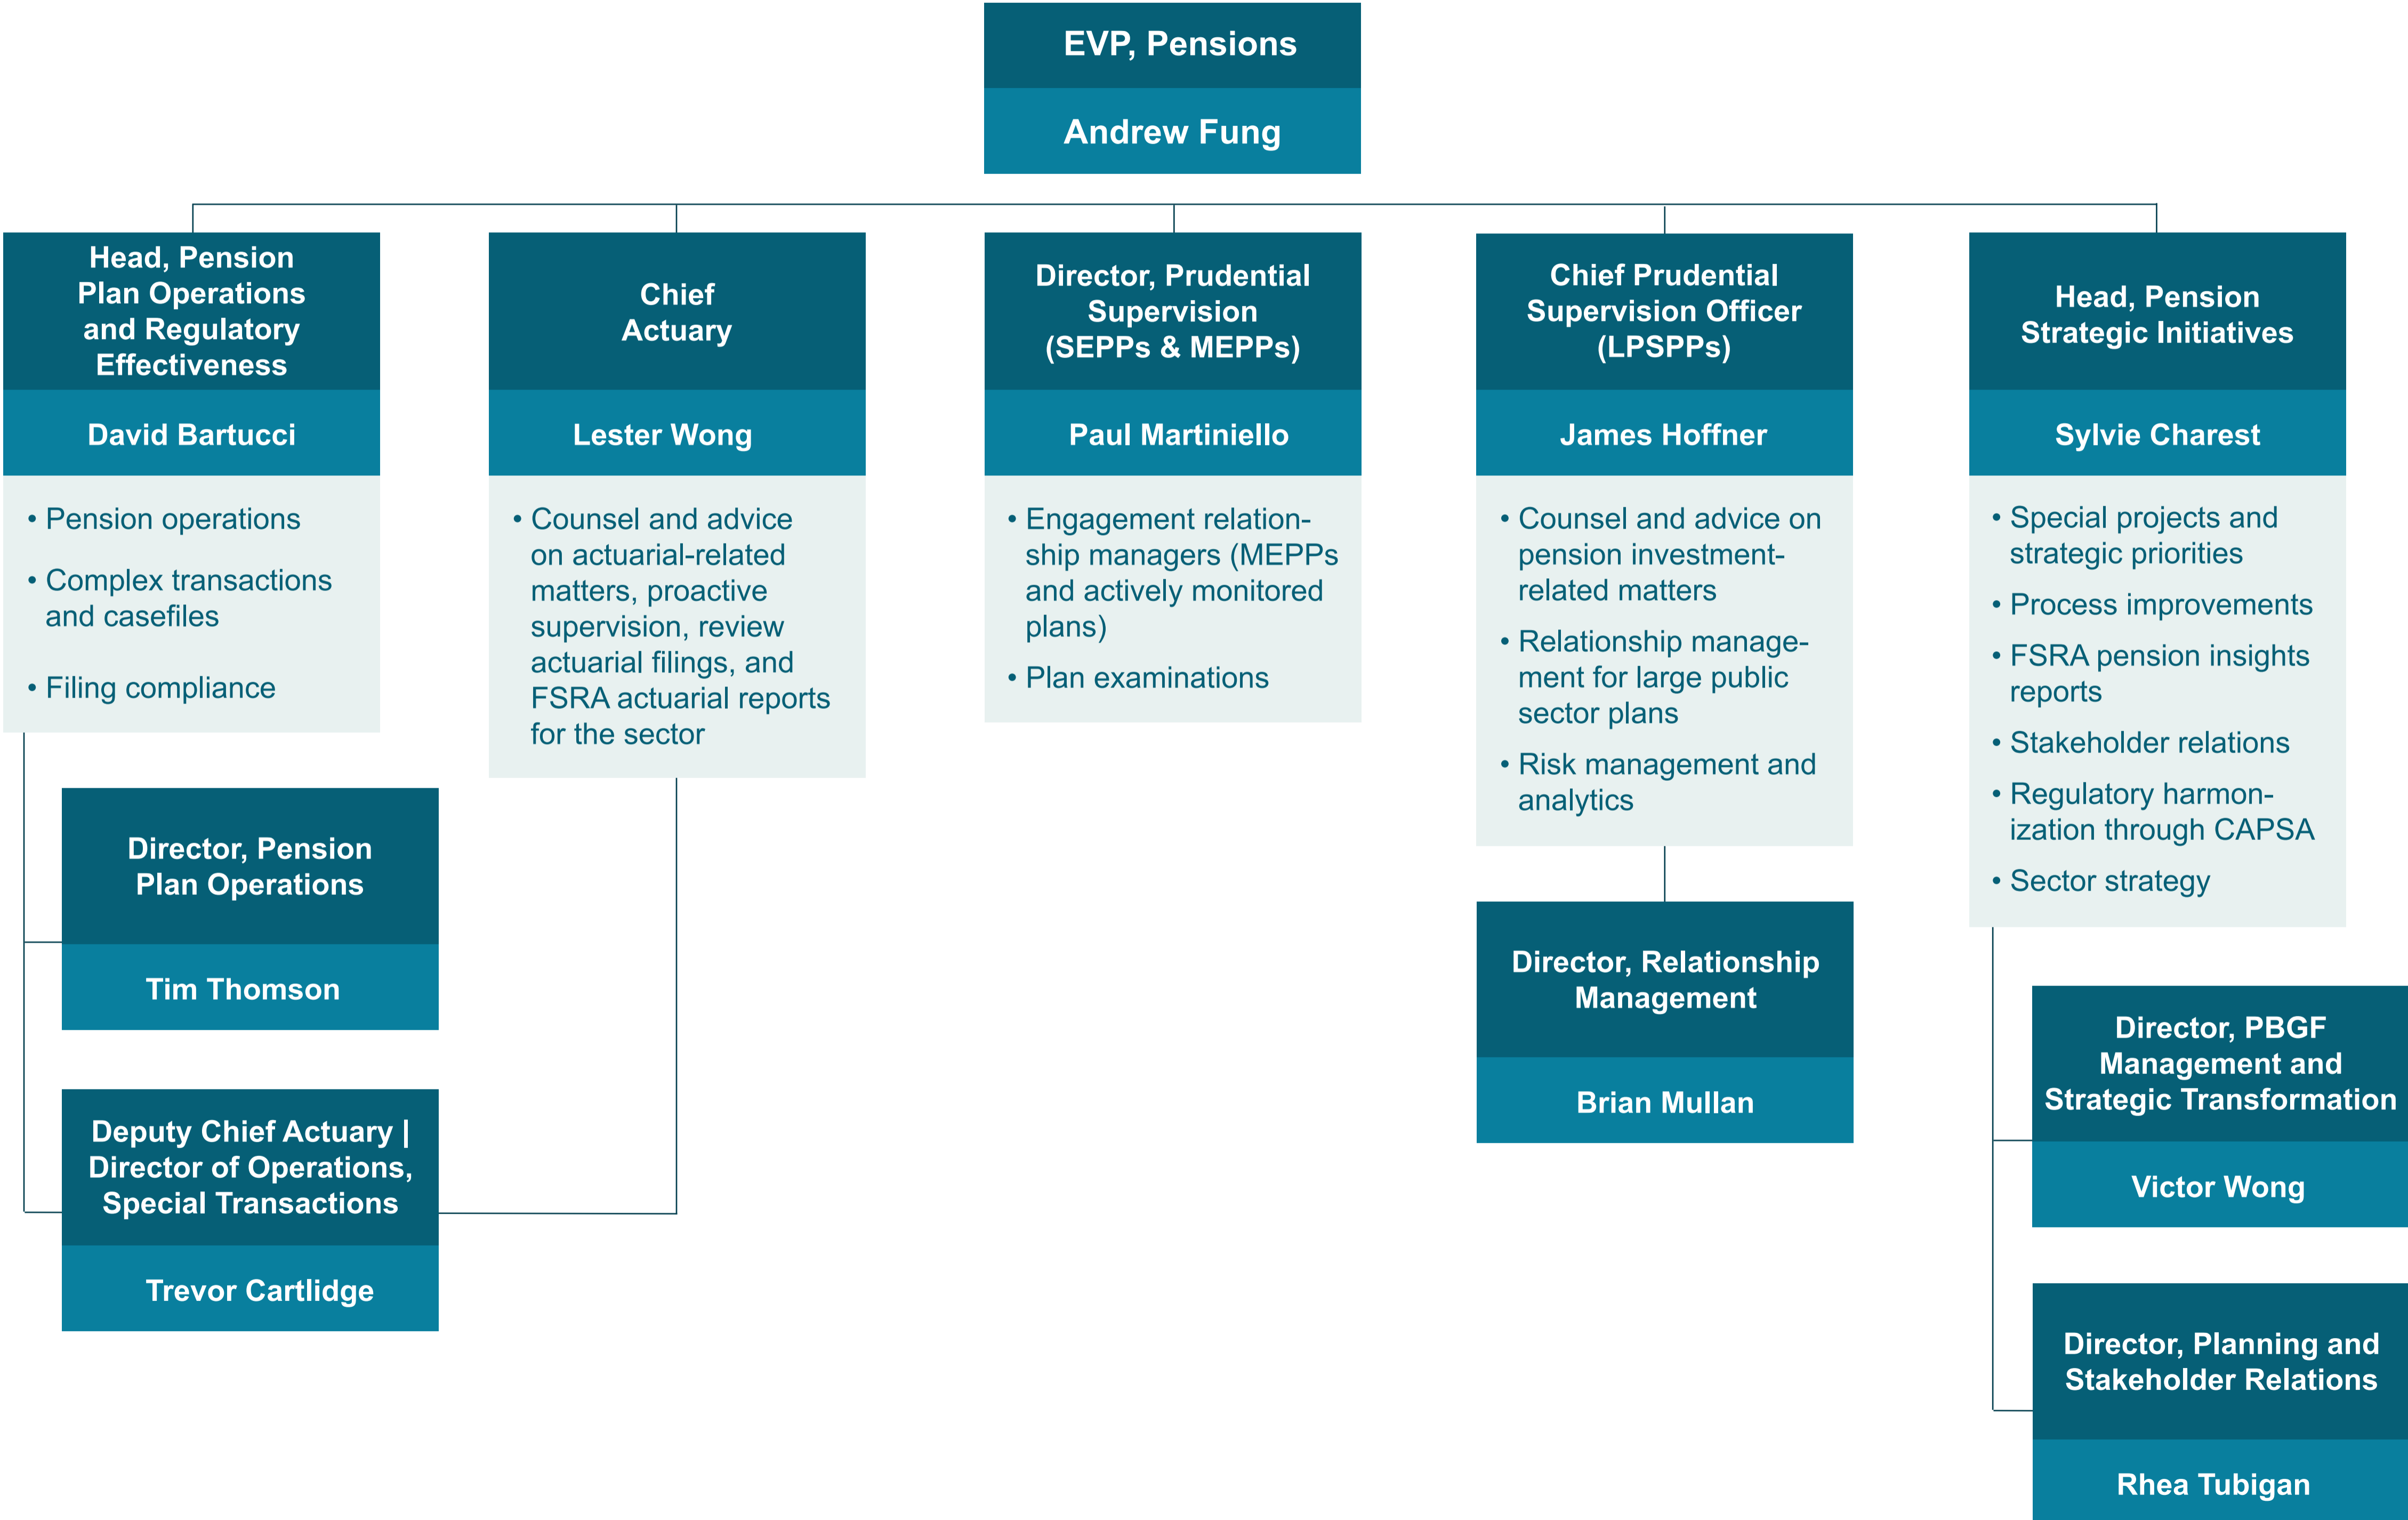 EVP, Pensions
Andrew Fung
Head, Pension
Plan Operations
and Regulatory
Effectiveness
David Bartucci
• Pension operations
• Complex transactions
and casefiles
• Filing compliance
Director, Pension
Plan Operations
Tim Thomson
Deputy Chief Actuary |
Director of Operations,
Special Transactions
Trevor Cartlidge
Chief
Actuary
Lester Wong
• Counsel and advice
on actuarial-related
matters, proactive
supervision, review
actuarial filings, and
FSRA actuarial reports
for the sector
Director, Prudential
Supervision
(SEPPs & MEPPs)
Paul Martiniello
• Engagement relation-
ship managers (MEPPs
and actively monitored
plans)
• Plan examinations
Chief Prudential
Supervision Officer
(LPSPPs)
James Hoffner
• Counsel and advice on
pension investment-
related matters
• Relationship manage-
ment for large public
sector plans
• Risk management and
analytics
Director, Relationship
Management
Brian Mullan
Head, Pension
Strategic Initiatives
Sylvie Charest
• Special projects and
strategic priorities
• Process improvements
• FSRA pension insights
reports
• Stakeholder relations
• Regulatory harmon-
ization through CAPSA
• Sector strategy
Director, PBGF
Management and
Strategic Transformation
Victor Wong
Director, Planning and
Stakeholder Relations
Rhea Tubigan